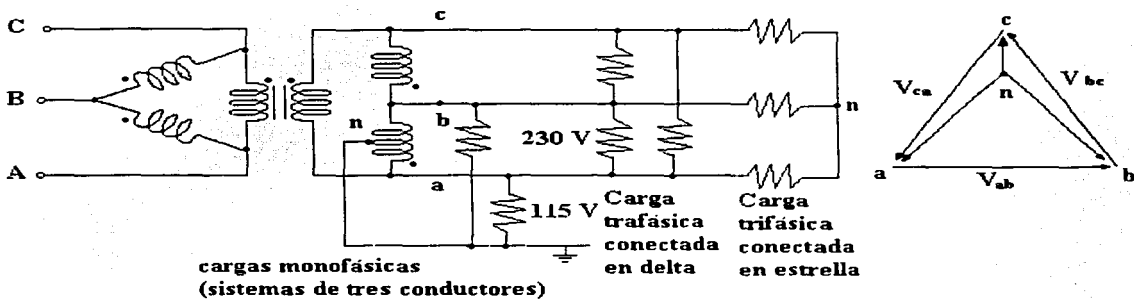 C
B
A
c
n
b
a
230 V
115 V
Carga
trafásica
conectada
en delta
Carga
trifásica
conectada
en estrella
n
cargas monofásicas
(sistemas de tres conductores)
c
V ca
V bc
n
a
V ab
b